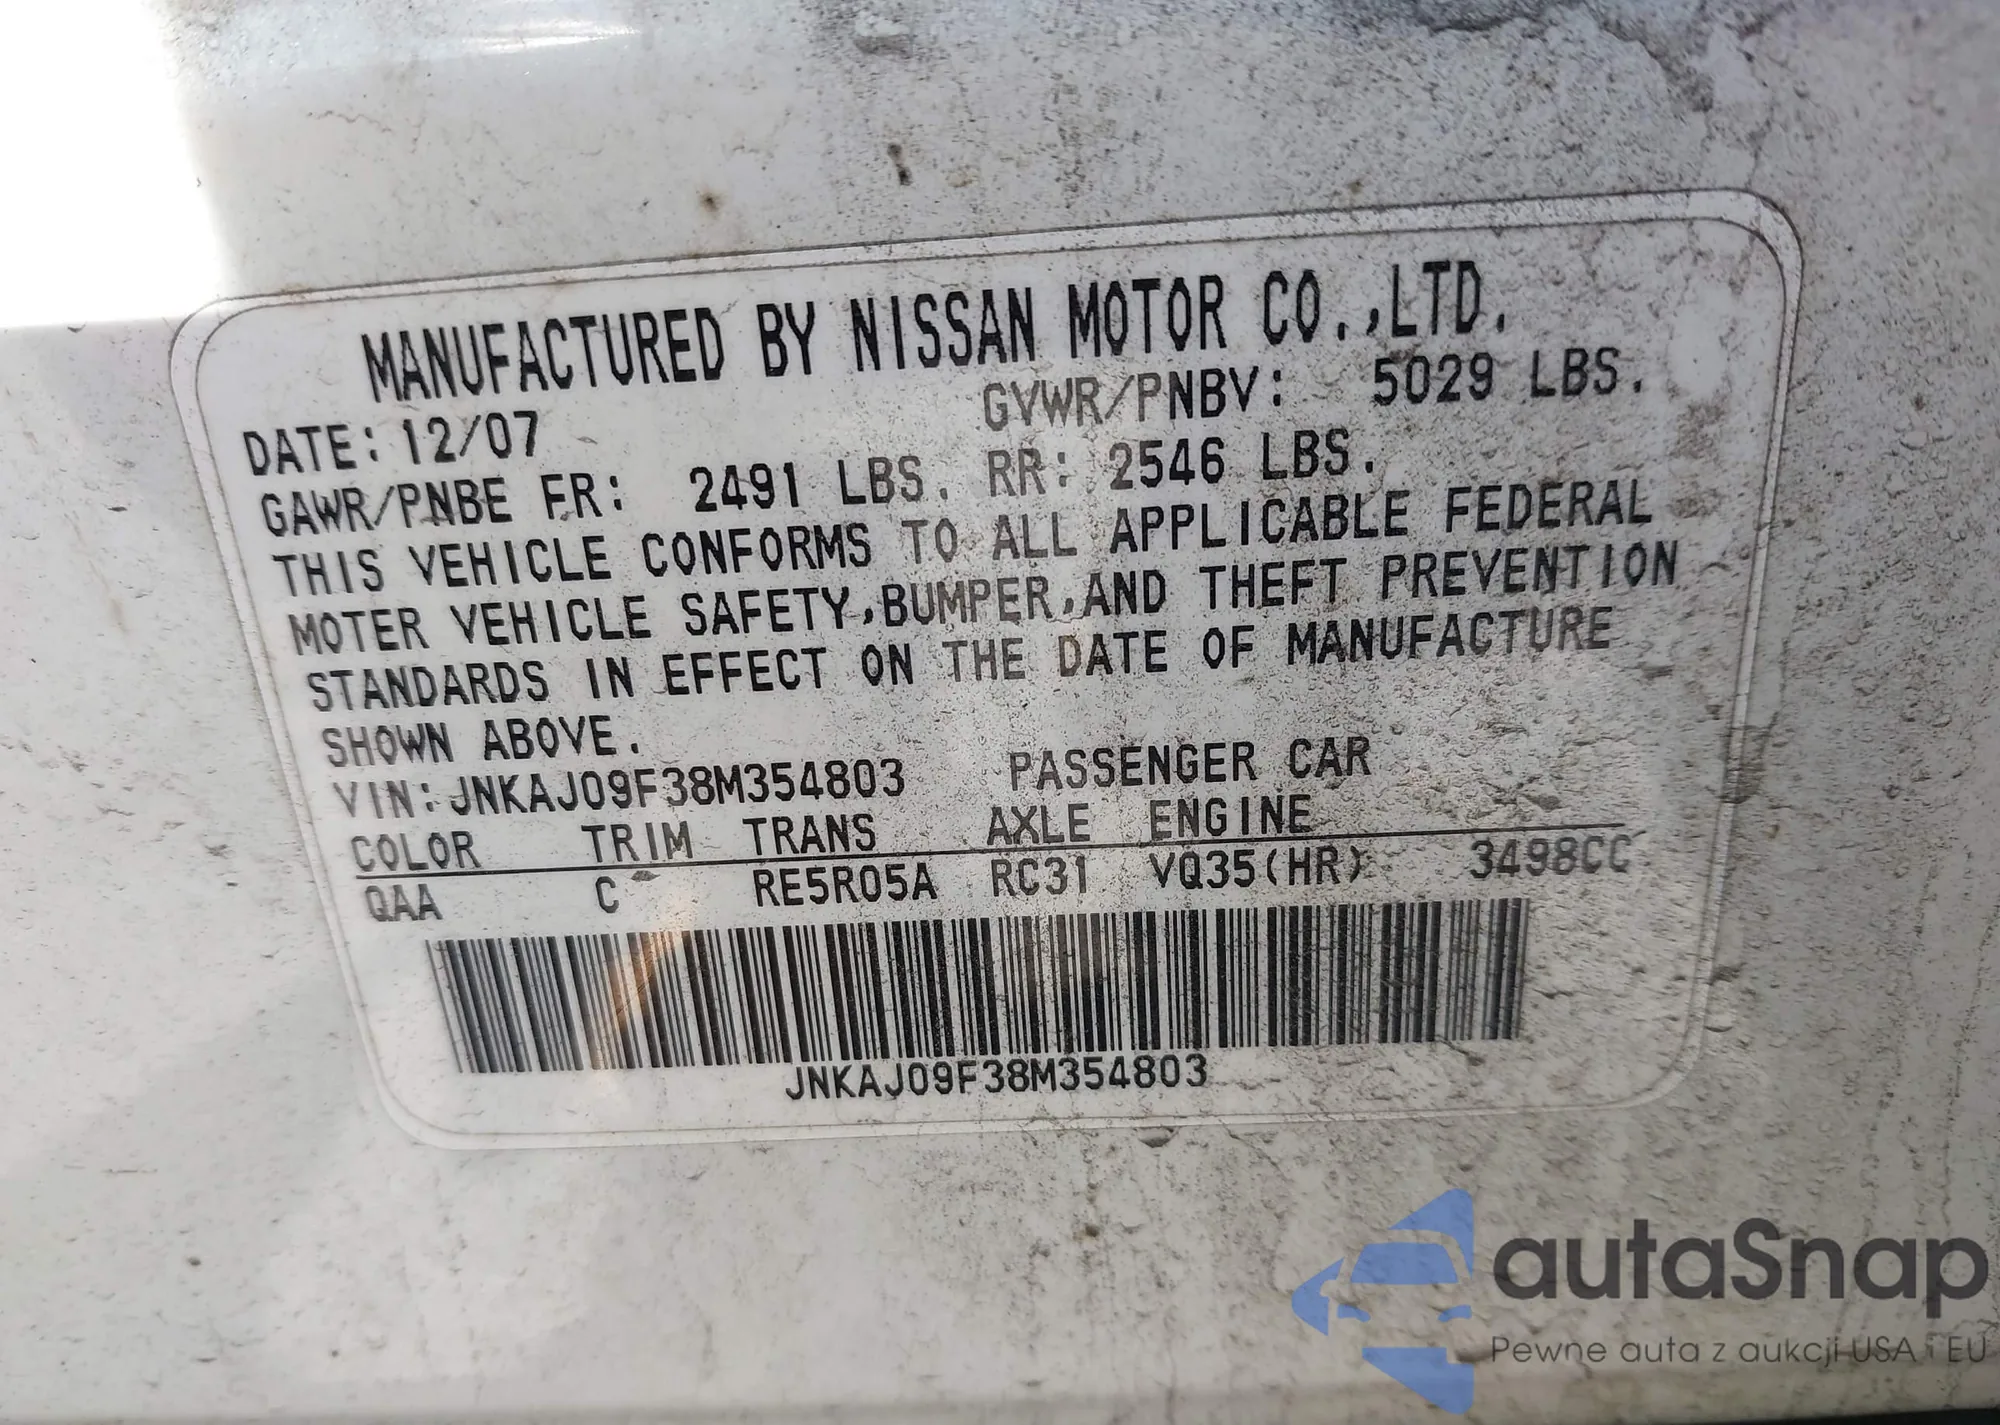 MANUFACTURED BY NISSAN MOTOR CO.,LTD.
DATE: 12/07 GVWR/PNBV: 5029 LBS.
GAWR/PNBE FR: 2491 LBS. RR: 2546 LBS.
THIS VEHICLE CONFORMS TO ALL APPLICABLE FEDERAL
MOTER VEHICLE SAFETY,BUMPER,AND THEFT PREVENTION
STANDARDS IN EFFECT ON THE DATE OF MANUFACTURE
SHOWN ABOVE.
VIN: JNKAJ09F38M354803 PASSENGER CAR
COLOR TRIM TRANS AXLE ENGINE
QAA C RE5R05A RC31 VQ35(HR) 3498CC
JNKAJ09F38M354803
autaSnap
Pewne auta z aukcji USA i EU